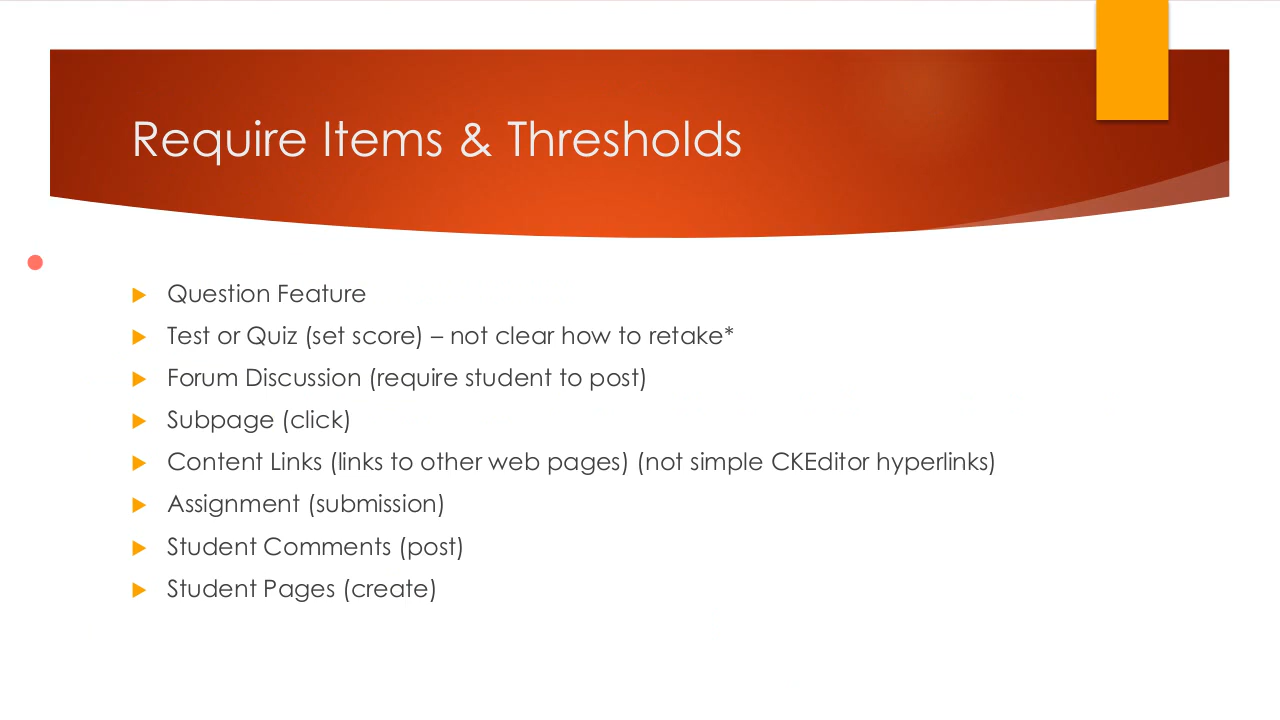 Require Items & Thresholds
Question Feature
Test or Quiz (set score) – not clear how to retake*
Forum Discussion (require student to post)
Subpage (click)
Content Links (links to other web pages) (not simple CKEditor hyperlinks)
Assignment (submission)
Student Comments (post)
Student Pages (create)